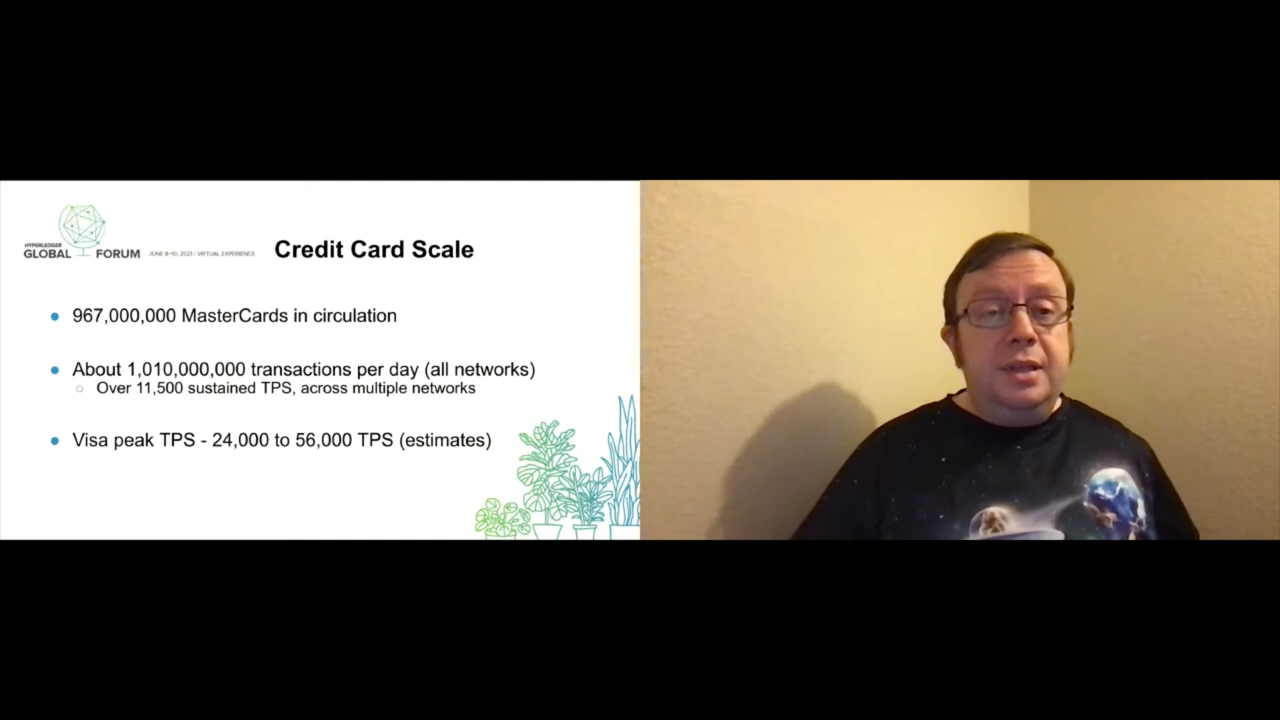 HYPERLEDGER
GLOBAL FORUM
JUNE 8–10, 2021 | VIRTUAL EXPERIENCE
Credit Card Scale
967,000,000 MasterCards in circulation
About 1,010,000,000 transactions per day (all networks)
Over 11,500 sustained TPS, across multiple networks
Visa peak TPS - 24,000 to 56,000 TPS (estimates)